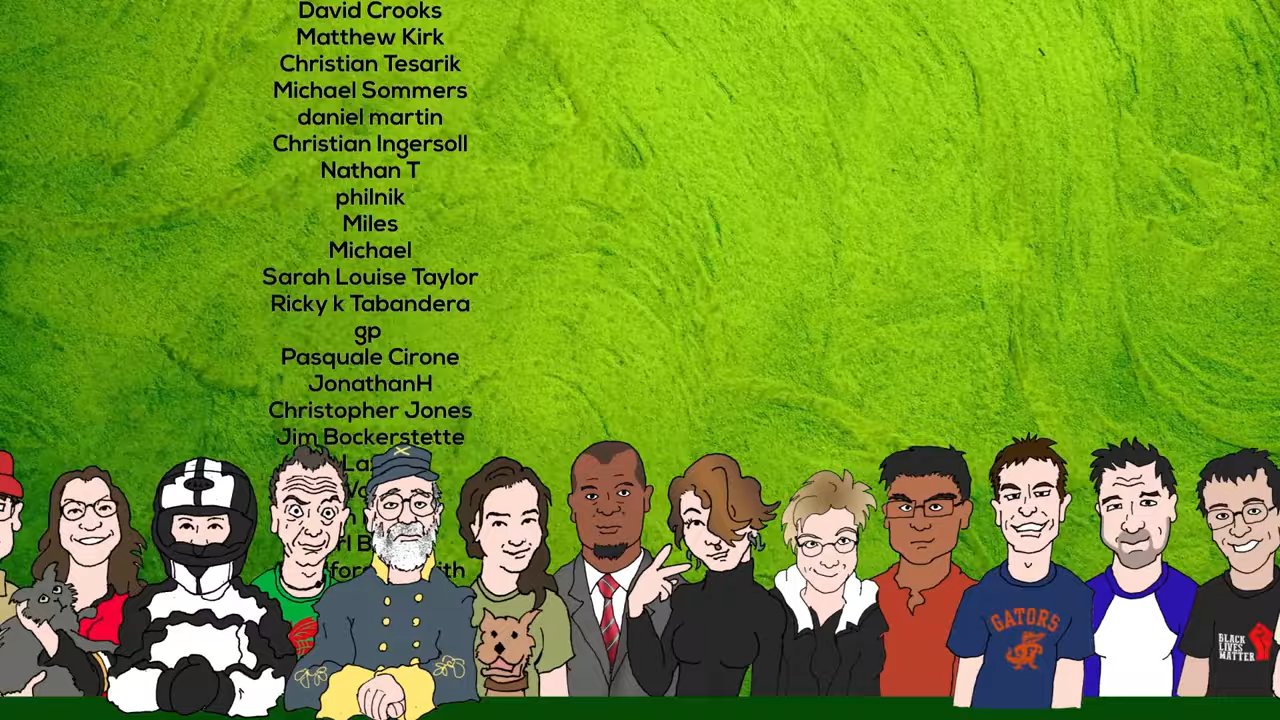 David Crooks
Matthew Kirk
Christian Tesarik
Michael Sommers
daniel martin
Christian Ingersoll
Nathan T
philnik
Miles
Michael
Sarah Louise Taylor
Ricky k Tabandera
gp
Pasquale Cirone
JonathanH
Christopher Jones
Jim Bockerstette
GATORS
BLACK
LIVES
MATTER